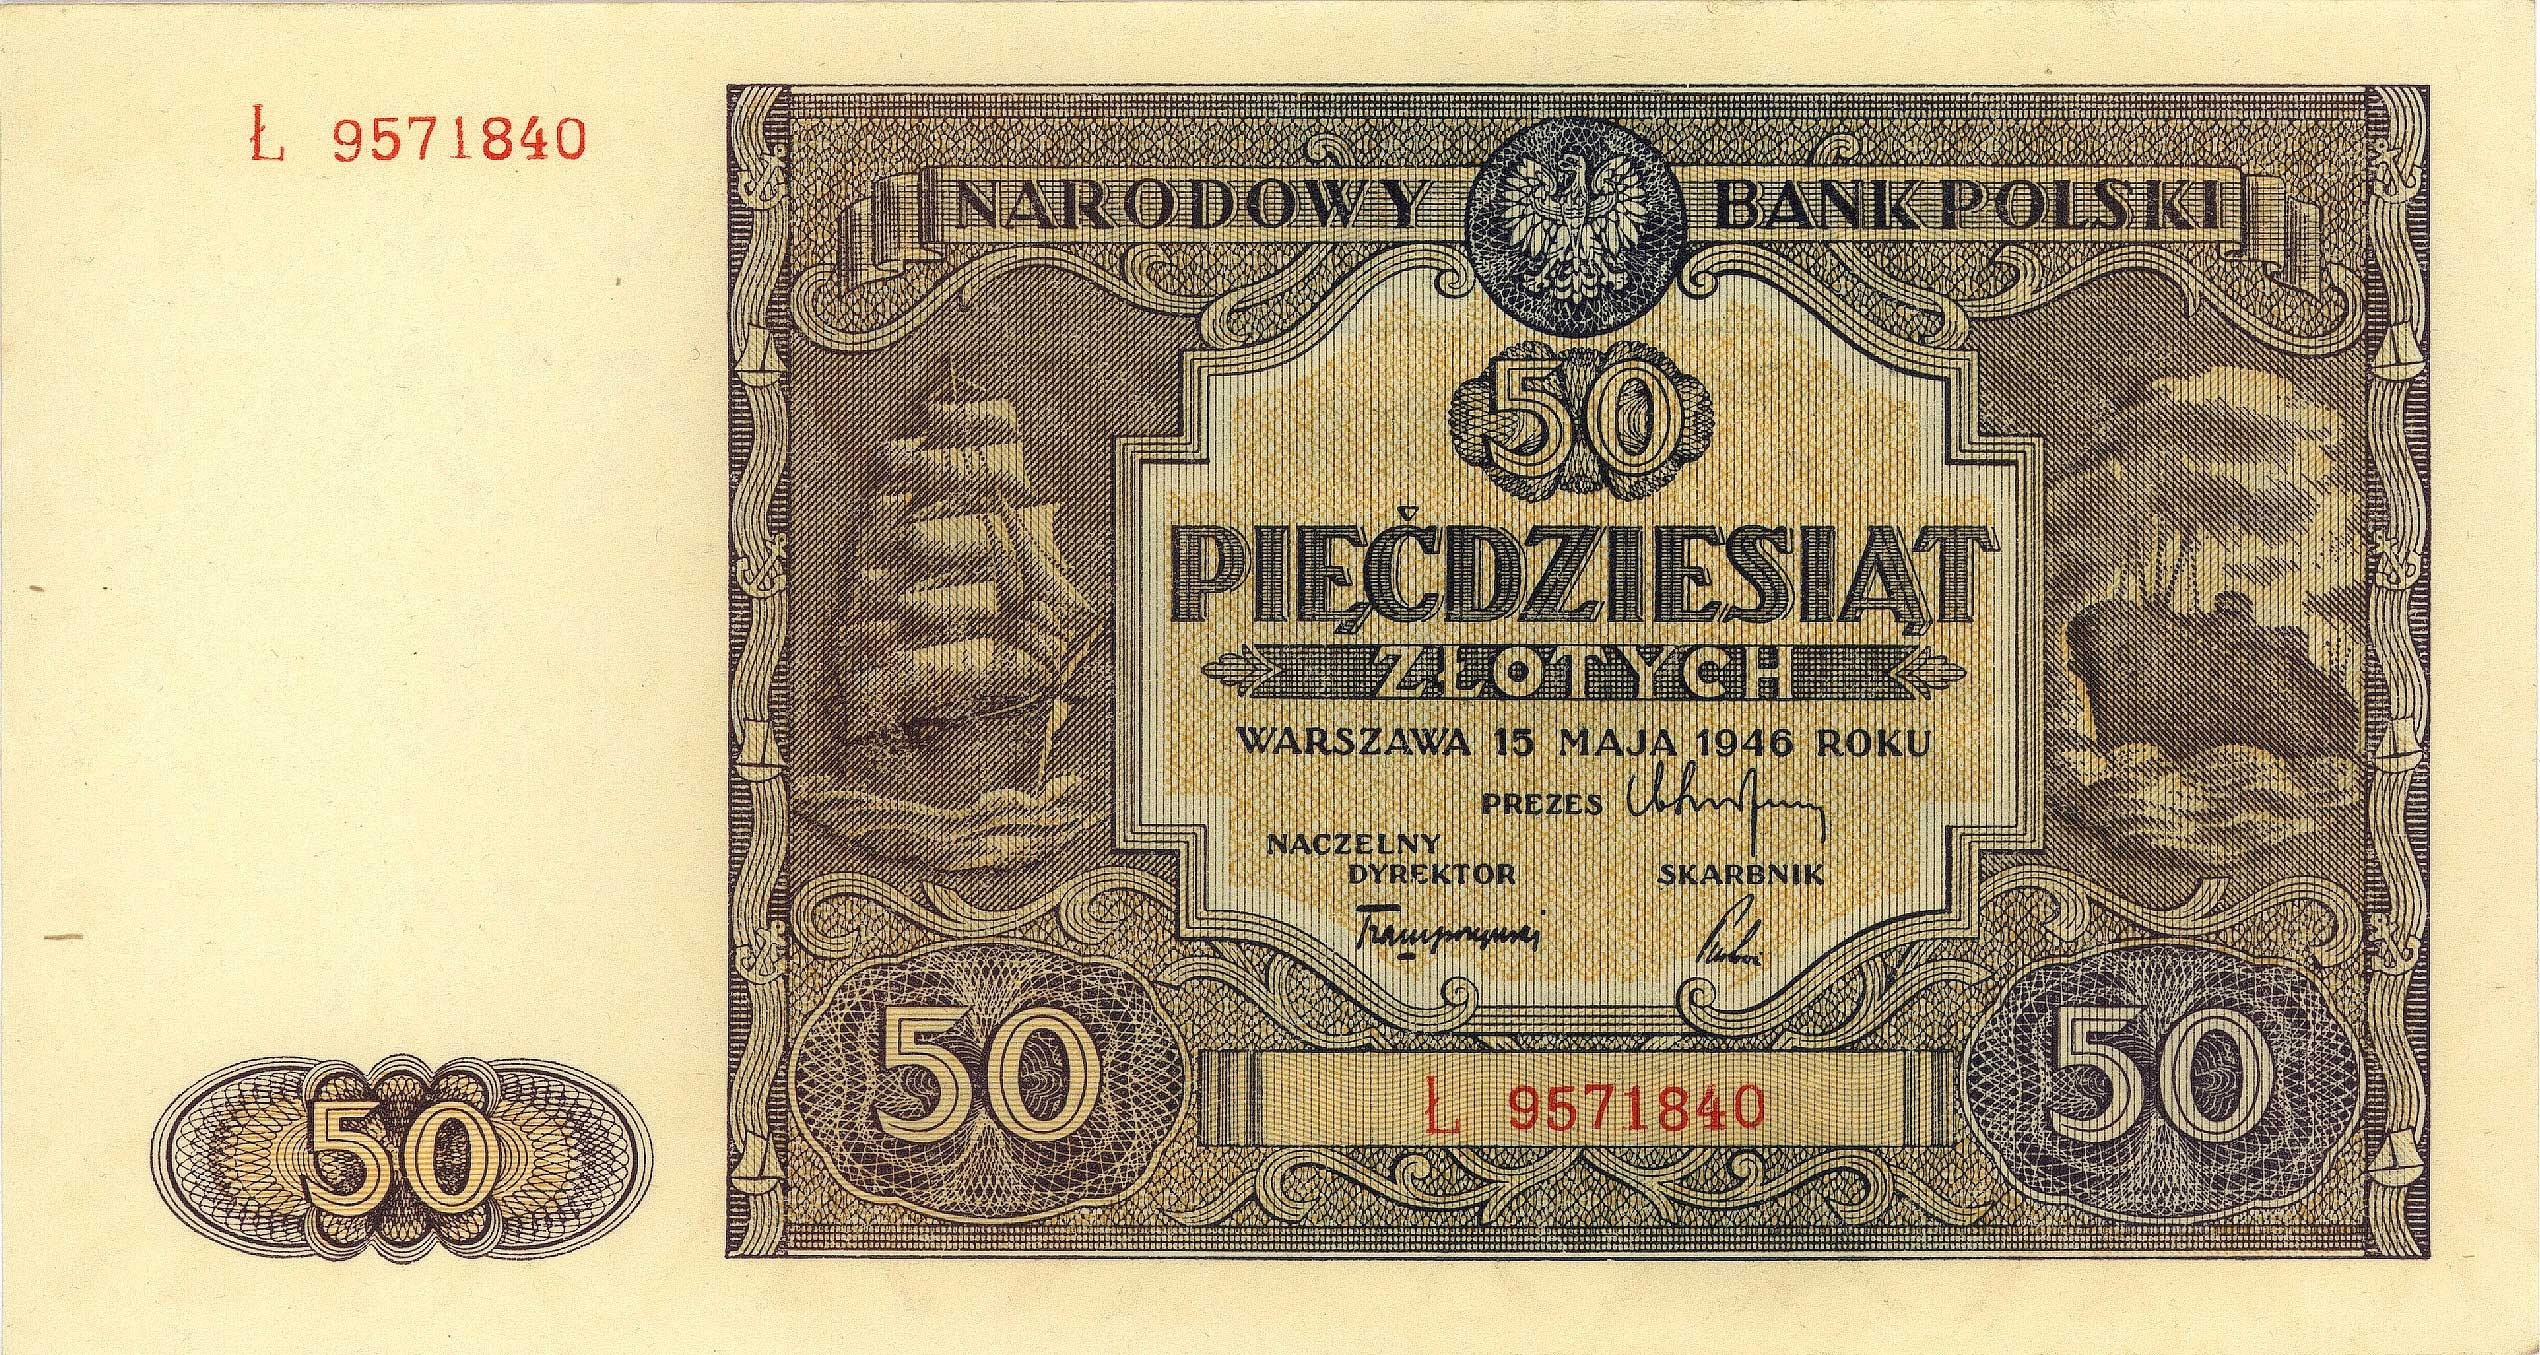 Ł 9571840
NARODOWY BANK POLSKI
50
PIĘĆDZIESIĄT
ZŁOTYCH
WARSZAWA 15 MAJA 1946 ROKU
PREZES
NACZELNY
DYREKTOR SKARBNIK
50
50
50
Ł 9571840